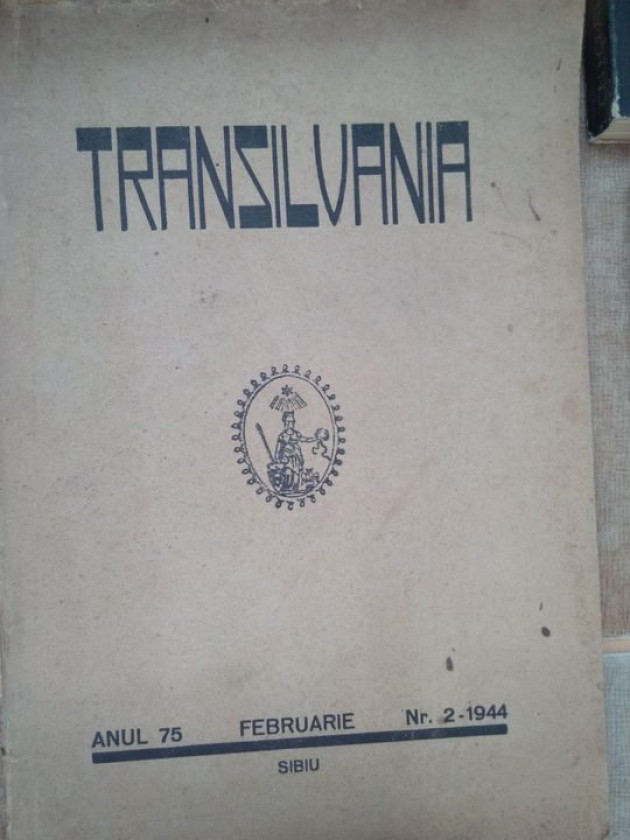 TRANSILVANIA
ANUL 75 FEBRUARIE Nr. 2-1944
SIBIU